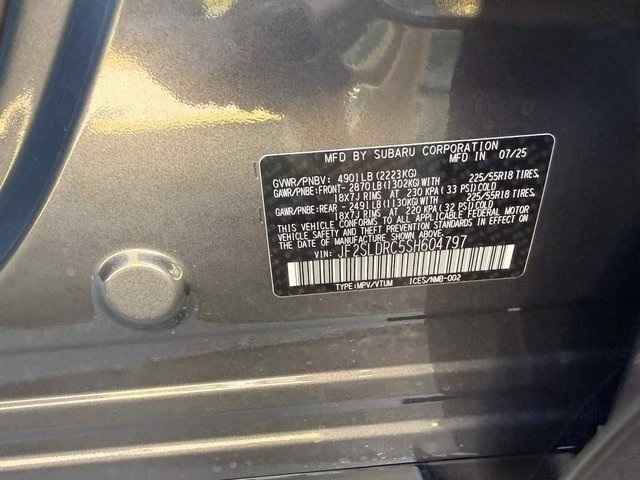 MFD BY SUBARU CORPORATION
MFD IN 07/25
GVWR/PNBV: 4901LB (2223KG)
GAWR/PNBE:FRONT- 2870LB (1302KG)WITH 225/55R18 TIRES,
18X7J RIMS AT 230 KPA (33 PSI)COLD
GAWR/PNBE:REAR - 2491LB (1130KG)WITH 225/55R18 TIRES,
18X7J RIMS AT 220 KPA (32 PSI)COLD
THIS VEHICLE CONFORMS TO ALL APPLICABLE FEDERAL MOTOR
VEHICLE SAFETY AND THEFT PREVENTION STANDARDS IN EFFECT ON
THE DATE OF MANUFACTURE SHOWN ABOVE.
VIN: JF2SLDRC5SH604797
TYPE:MPV/VTUM ICES/NMB-002